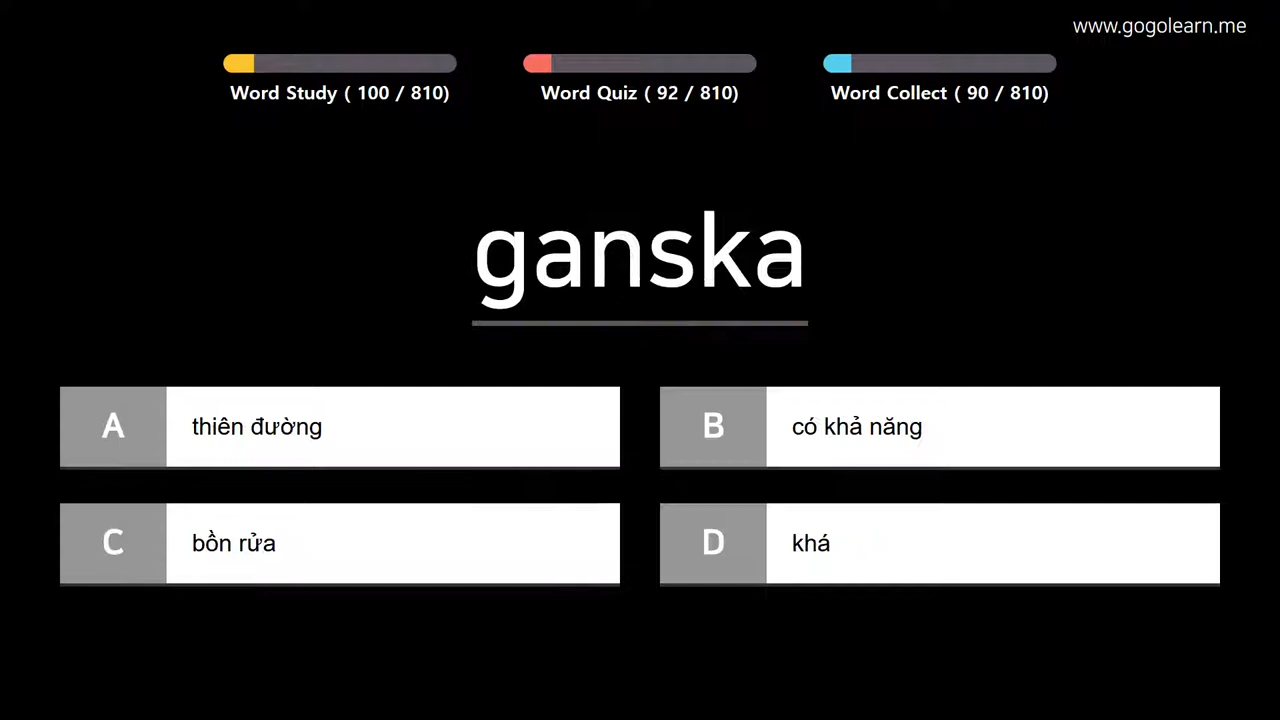 www.gogolearn.me
Word Study ( 100 / 810)
Word Quiz ( 92 / 810)
Word Collect ( 90 / 810)
ganska
A thiên đường
B có khả năng
C bồn rửa
D khá